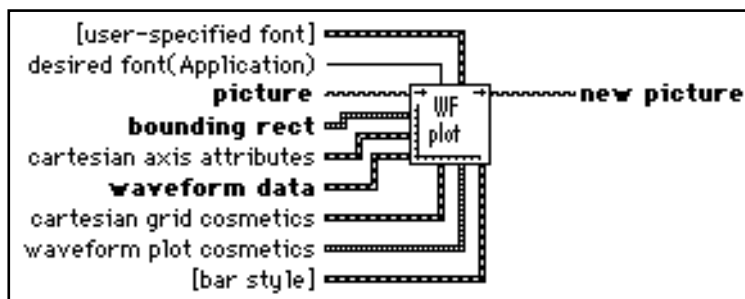 [user-specified font]
desired font(Application)
picture
new picture
WF
bounding rect
plot
cartesian axis attributes
waveform data
cartesian grid cosmetics
waveform plot cosmetics
[bar style]